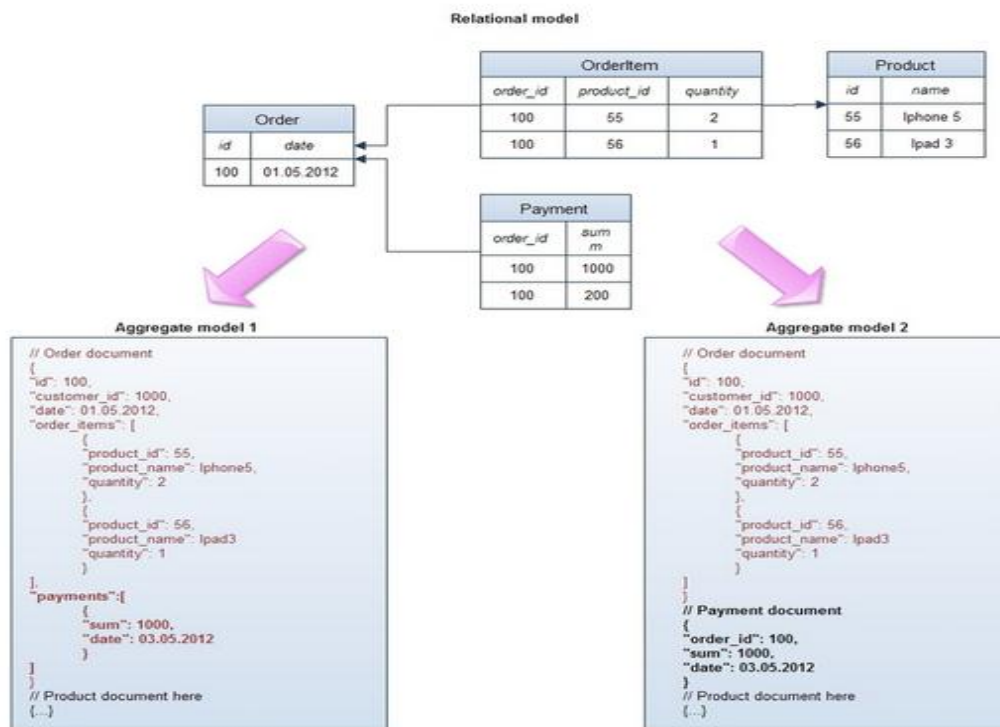 Relational model
OrderItem
order_id product_id quantity
100 55 2
100 56 1
Product
id name
55 Iphone 5
56 Ipad 3
Order
id date
100 01.05.2012
Payment
order_id sum
m
100 1000
100 200
Aggregate model 1
// Order document
{
"id": 100,
"customer_id": 1000,
"date": 01.05.2012,
"order_items": [
{
"product_id": 55,
"product_name": Iphone5,
"quantity": 2
},
{
"product_id": 56,
"product_name": Ipad3
"quantity": 1
}
],
"payments":[
{
"sum": 1000,
"date": 03.05.2012
}
]
}
// Product document here
{...}
Aggregate model 2
// Order document
{
"id": 100,
"customer_id": 1000,
"date": 01.05.2012,
"order_items": [
{
"product_id": 55,
"product_name": Iphone5,
"quantity": 2
},
{
"product_id": 56,
"product_name": Ipad3
"quantity": 1
}
]
}
// Payment document
{
"order_id": 100,
"sum": 1000,
"date": 03.05.2012
}
// Product document here
{...}